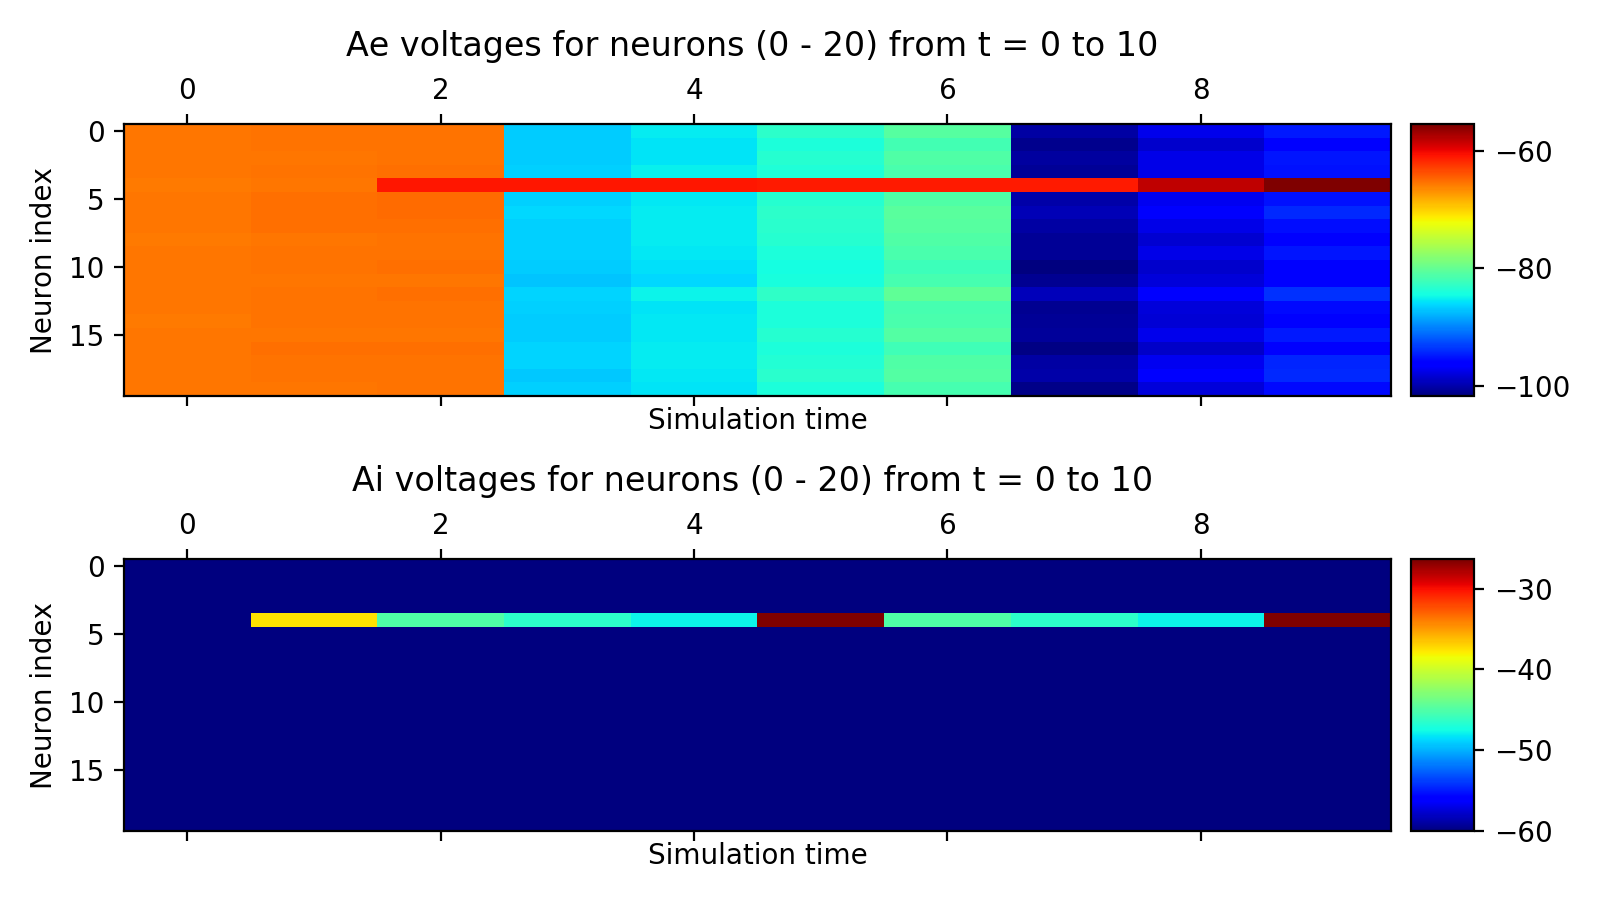 Ae voltages for neurons (0 - 20) from t = 0 to 10
0 2 4 6 8
Neuron index
0
5
10
15
Simulation time
−60
−80
−100
Ai voltages for neurons (0 - 20) from t = 0 to 10
0 2 4 6 8
Neuron index
0
5
10
15
Simulation time
−30
−40
−50
−60